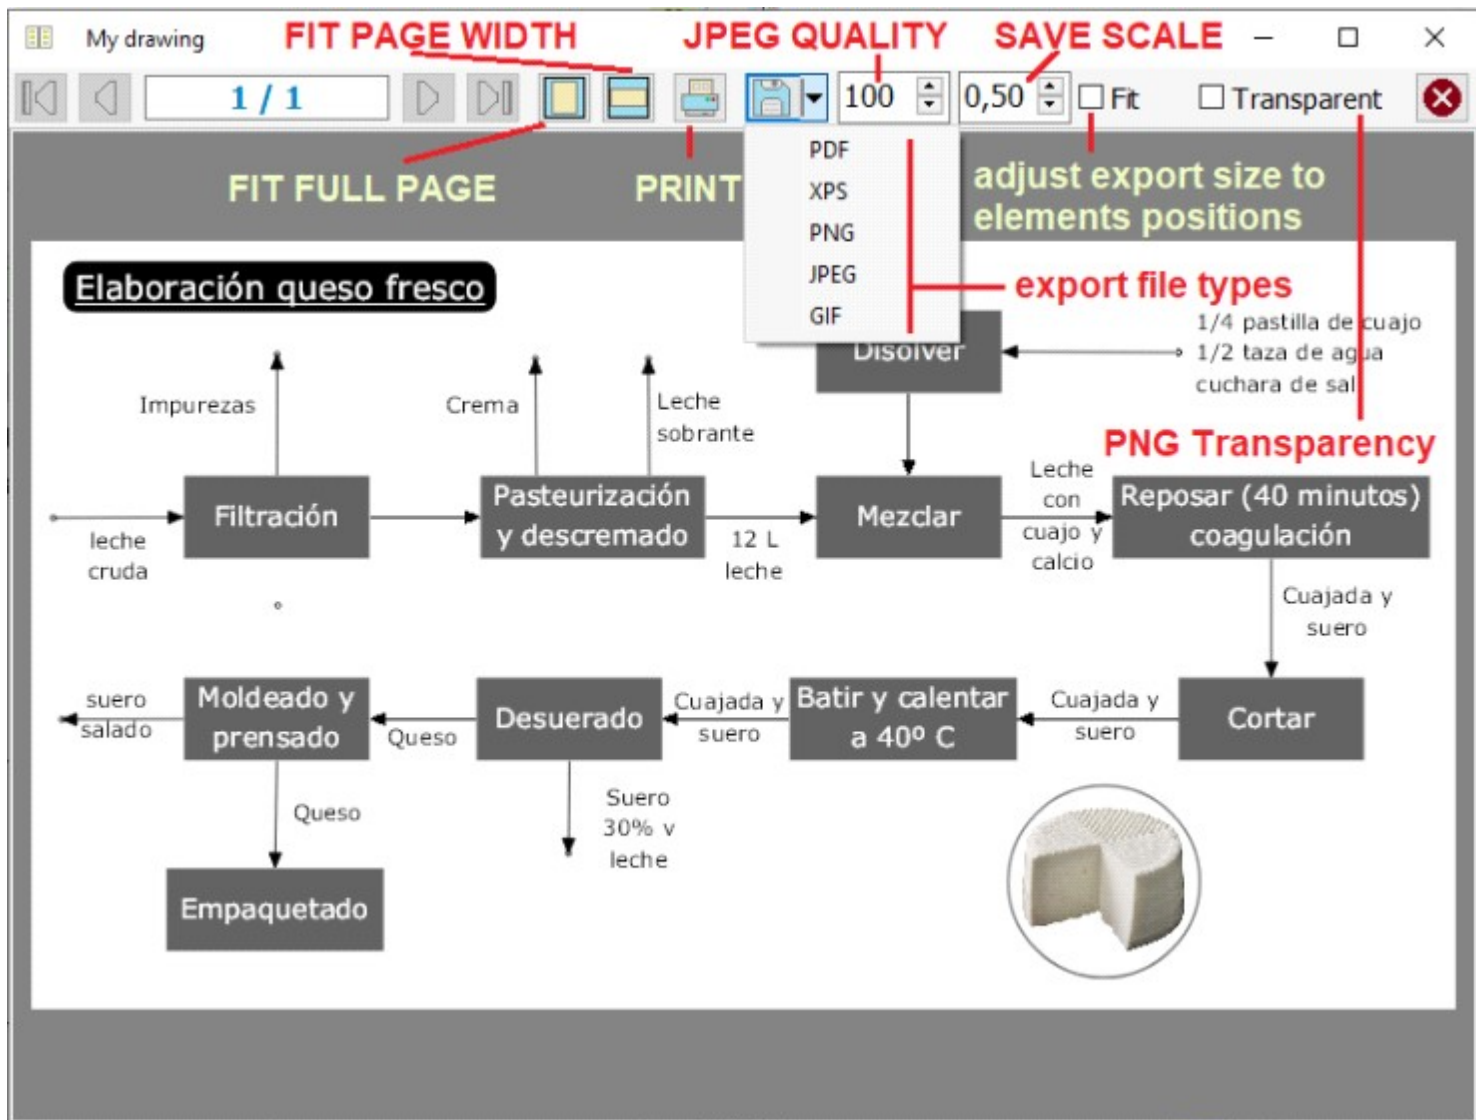 My drawing
FIT PAGE WIDTH
JPEG QUALITY
SAVE SCALE
1 / 1
100
0,50
Fit
Transparent
FIT FULL PAGE
PRINT
PDF
XPS
PNG
JPEG
GIF
adjust export size to
elements positions
export file types
PNG Transparency
Elaboración queso fresco
Disolver
1/4 pastilla de cuajo
1/2 taza de agua
cuchara de sal
Impurezas
Crema
Leche
sobrante
leche
cruda
Filtración
Pasteurización
y descremado
12 L
leche
Mezclar
Leche
con
cuajo y
calcio
Reposar (40 minutos)
coagulación
Cuajada y
suero
suero
salado
Moldeado y
prensado
Queso
Desuerado
Cuajada y
suero
Batir y calentar
a 40º C
Cuajada y
suero
Cortar
Queso
Suero
30% v
leche
Empaquetado